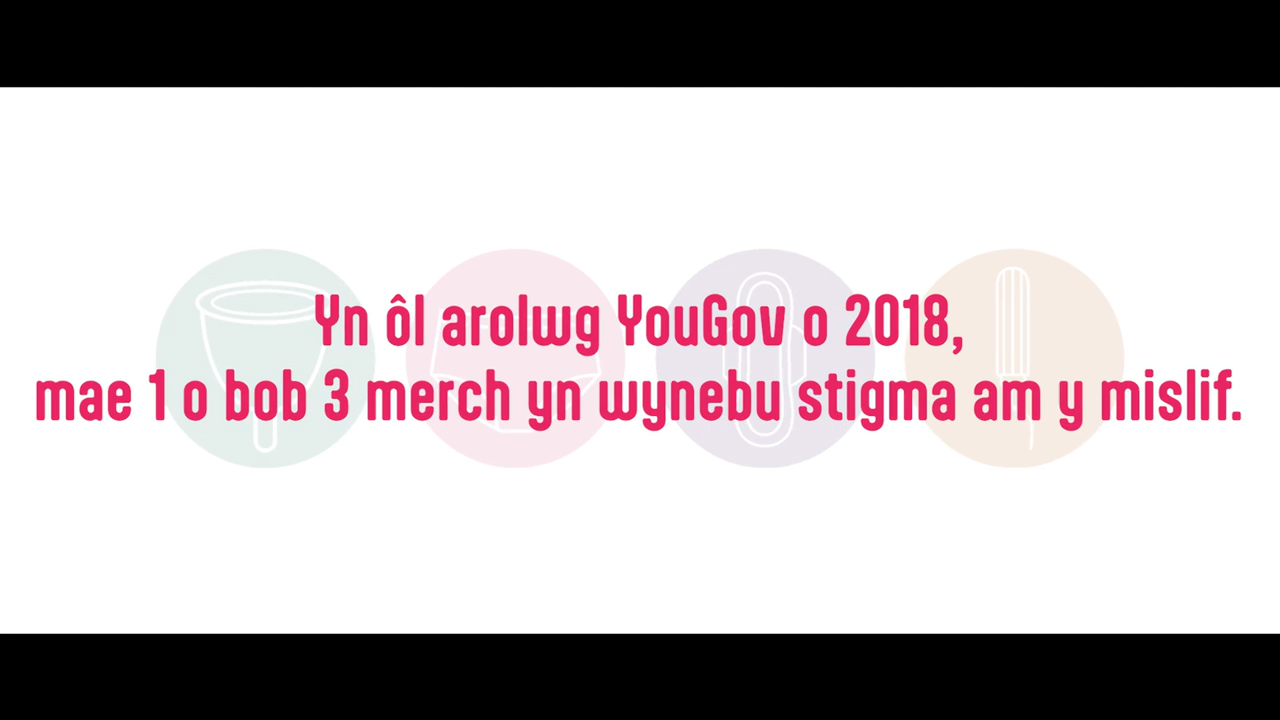 Yn ôl arolwg YouGov o 2018,
mae 1 o bob 3 merch yn wynebu stigma am y mislif.